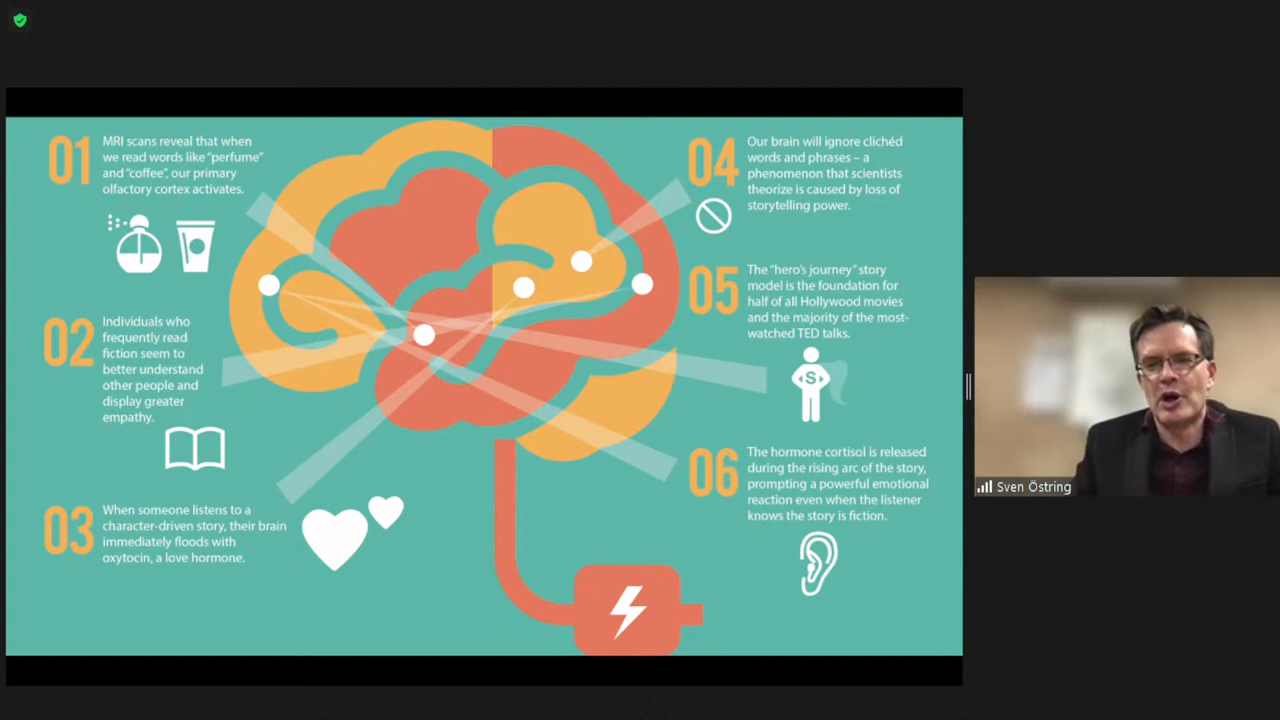 01
MRI scans reveal that when
we read words like “perfume”
and “coffee”, our primary
olfactory cortex activates.
02
Individuals who
frequently read
fiction seem to
better understand
other people and
display greater
empathy.
03
When someone listens to a
character-driven story, their brain
immediately floods with
oxytocin, a love hormone.
04
Our brain will ignore clichéd
words and phrases – a
phenomenon that scientists
theorize is caused by loss of
storytelling power.
05
The “hero’s journey” story
model is the foundation for
half of all Hollywood movies
and the majority of the most-
watched TED talks.
S
06
The hormone cortisol is released
during the rising arc of the story,
prompting a powerful emotional
reaction even when the listener
knows the story is fiction.
Sven Östring